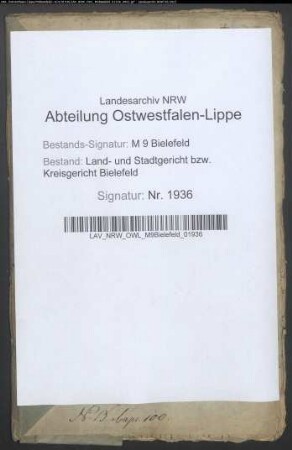 Landesarchiv NRW
Abteilung Ostwestfalen-Lippe
Bestands-Signatur: M 9 Bielefeld
Bestand: Land- und Stadtgericht bzw.
Kreisgericht Bielefeld
Signatur: Nr. 1936
LAV_NRW_OWL_M9Bielefeld_01936